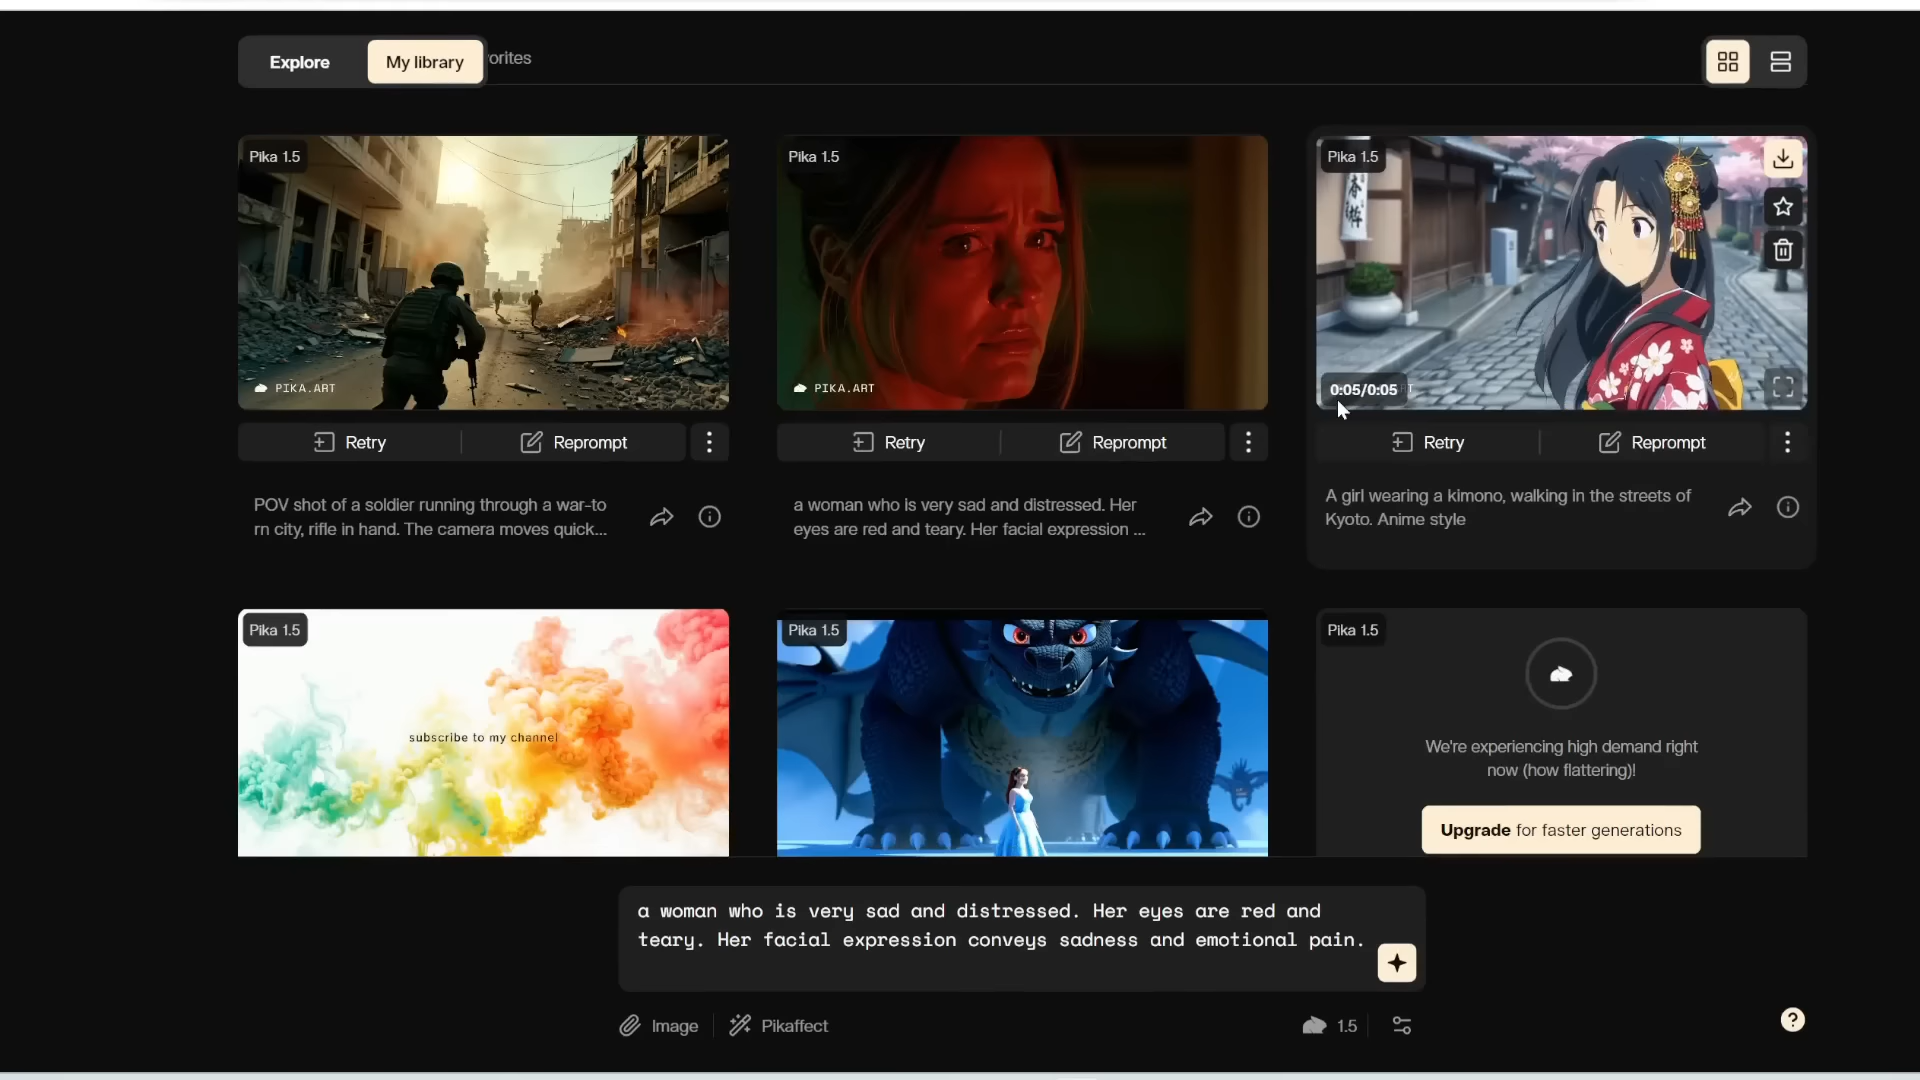 Explore
My library
orites
Pika 1.5
Pika 1.5
Pika 1.5
PIKA.ART
PIKA.ART
0:05/0:05
Retry
Reprompt
Retry
Reprompt
Retry
Reprompt
POV shot of a soldier running through a war-to
rn city, rifle in hand. The camera moves quick...
a woman who is very sad and distressed. Her
eyes are red and teary. Her facial expression ...
A girl wearing a kimono, walking in the streets of
Kyoto. Anime style
Pika 1.5
Pika 1.5
Pika 1.5
subscribe to my channel
We're experiencing high demand right
now (how flattering)!
Upgrade for faster generations
a woman who is very sad and distressed. Her eyes are red and
teary. Her facial expression conveys sadness and emotional pain.
Image
Pikaffect
1.5
?